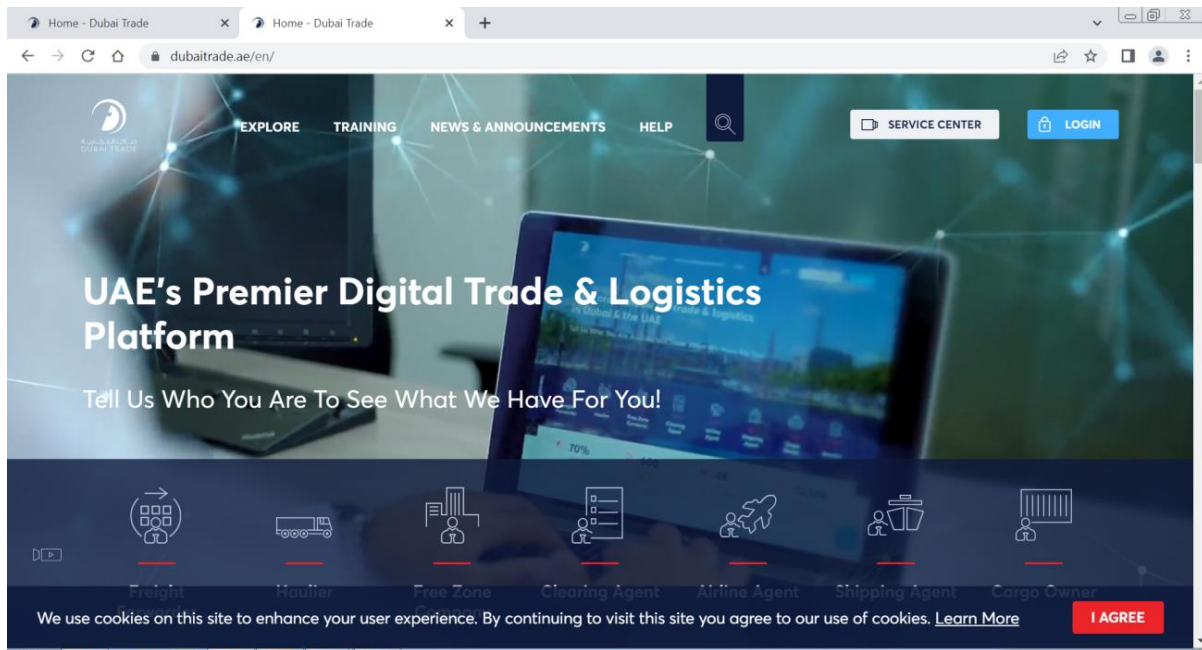 Home - Dubai Trade
Home - Dubai Trade
dubaitrade.ae/en/
DUBAI TRADE
EXPLORE
TRAINING
NEWS & ANNOUNCEMENTS
HELP
SERVICE CENTER
LOGIN
UAE's Premier Digital Trade & Logistics
Platform
Tell Us Who You Are To See What We Have For You!
70%
Freight
Forwarder
Haulier
Free Zone
Company
Clearing Agent
Airline Agent
Shipping Agent
Cargo Owner
We use cookies on this site to enhance your user experience. By continuing to visit this site you agree to our use of cookies. Learn More
I AGREE